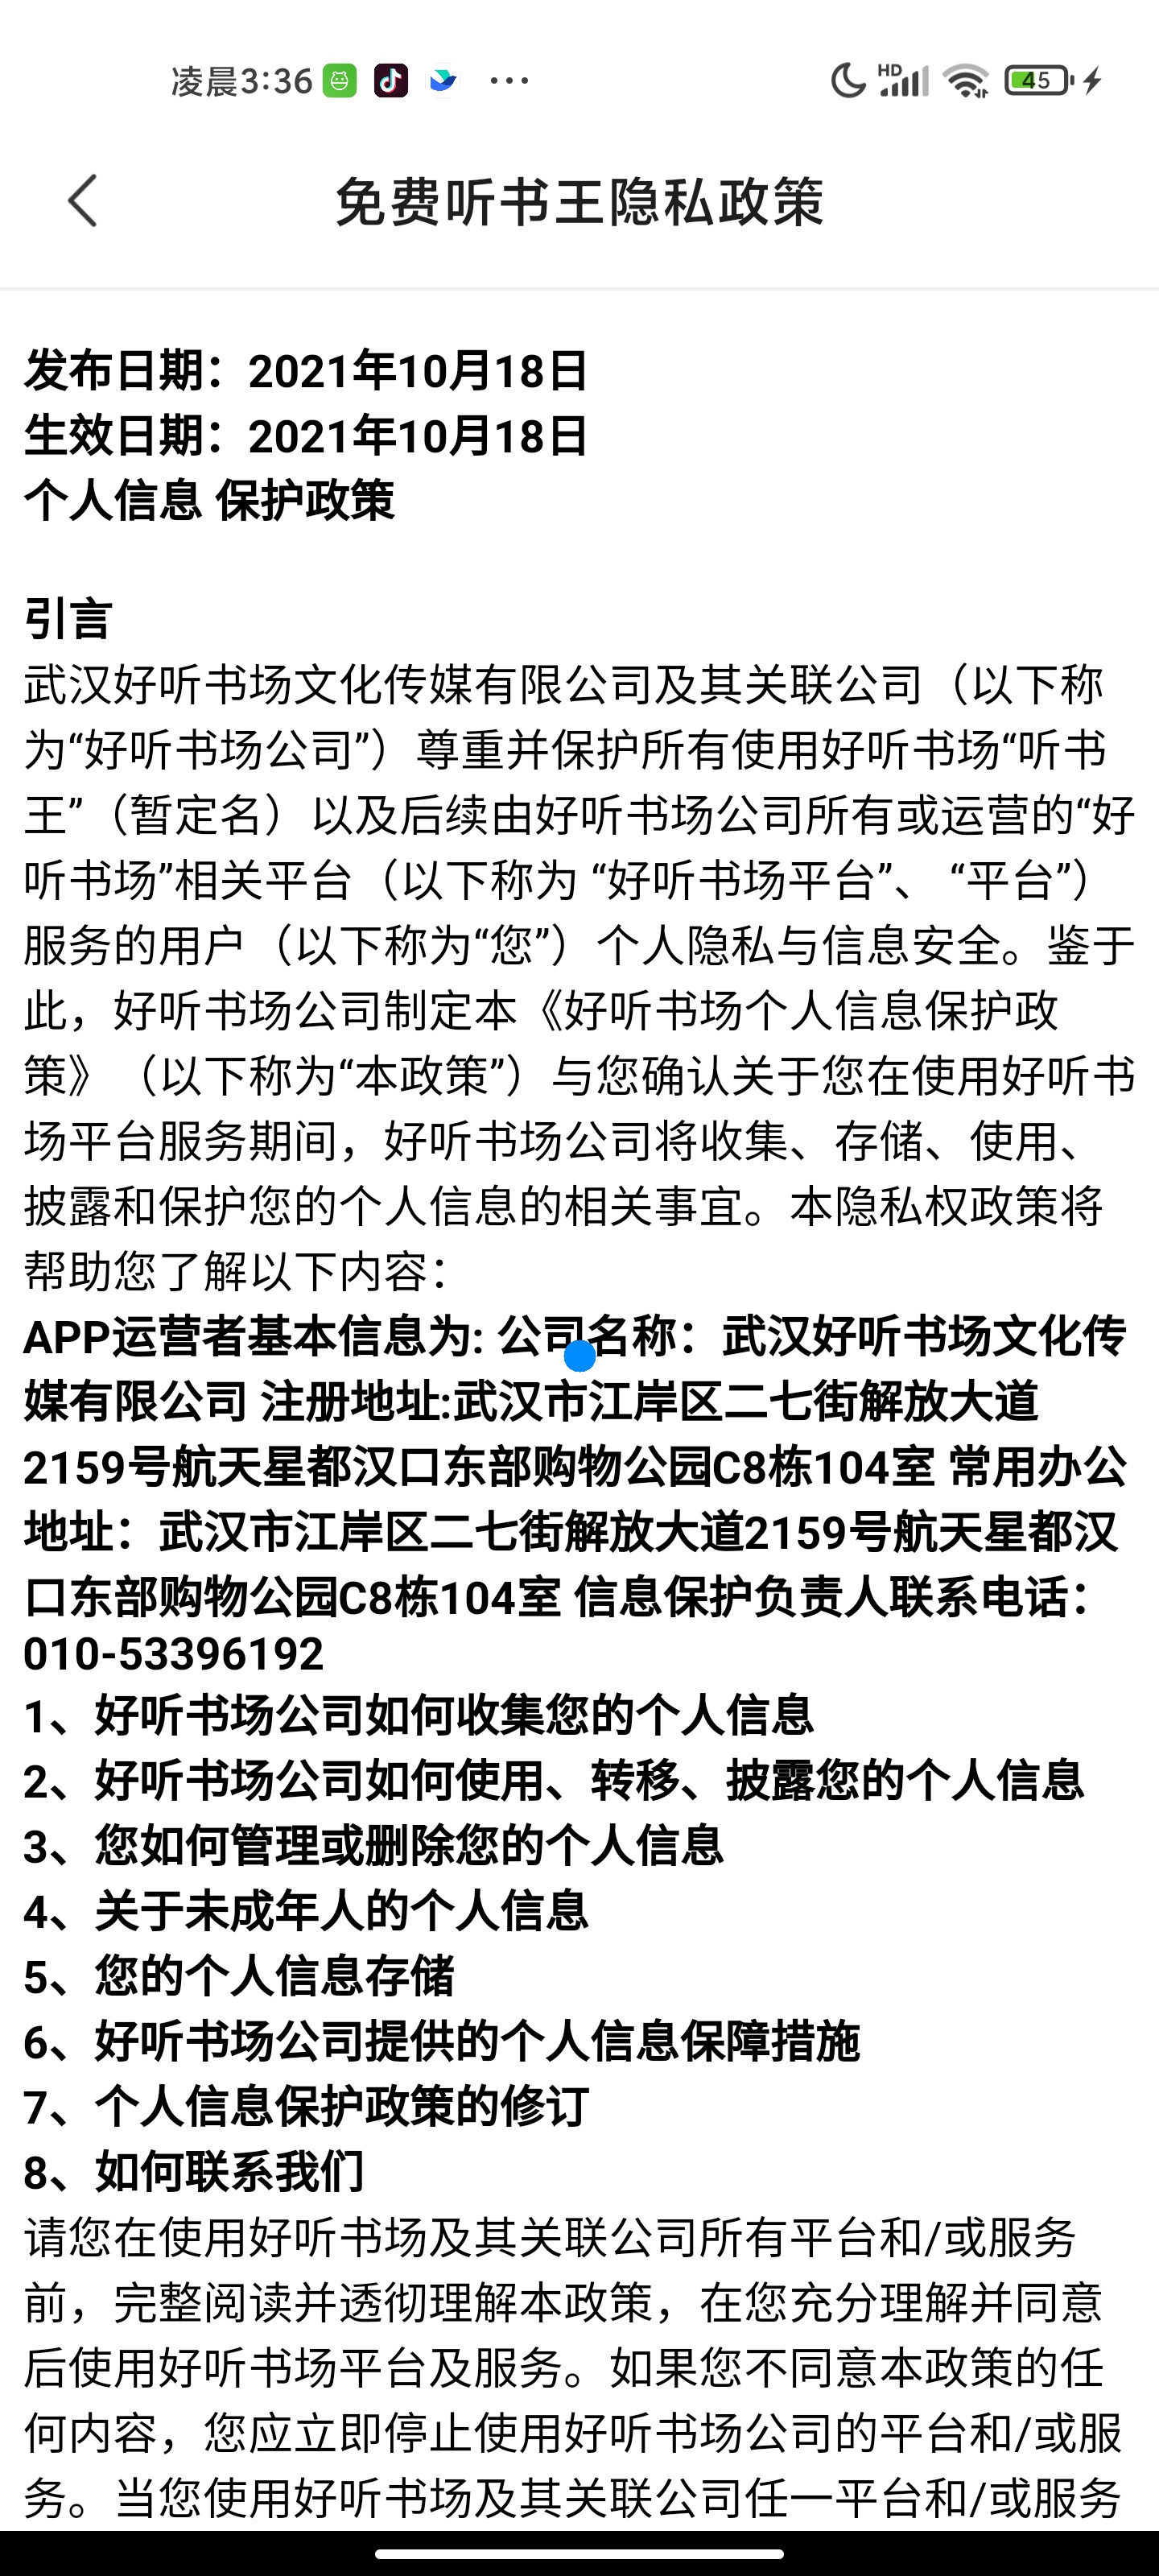 凌晨3:36
HD
45
免费听书王隐私政策
发布日期：2021年10月18日
生效日期：2021年10月18日
个人信息 保护政策
引言
武汉好听书场文化传媒有限公司及其关联公司（以下称
为“好听书场公司”）尊重并保护所有使用好听书场“听书
王”（暂定名）以及后续由好听书场公司所有或运营的“好
听书场”相关平台（以下称为 “好听书场平台”、 “平台”）
服务的用户（以下称为“您”）个人隐私与信息安全。鉴于
此，好听书场公司制定本《好听书场个人信息保护政
策》（以下称为“本政策”）与您确认关于您在使用好听书
场平台服务期间，好听书场公司将收集、存储、使用、
披露和保护您的个人信息的相关事宜。本隐私权政策将
帮助您了解以下内容：
APP运营者基本信息为: 公司名称：武汉好听书场文化传
媒有限公司 注册地址:武汉市江岸区二七街解放大道
2159号航天星都汉口东部购物公园C8栋104室 常用办公
地址：武汉市江岸区二七街解放大道2159号航天星都汉
口东部购物公园C8栋104室 信息保护负责人联系电话：
010-53396192
1、好听书场公司如何收集您的个人信息
2、好听书场公司如何使用、转移、披露您的个人信息
3、您如何管理或删除您的个人信息
4、关于未成年人的个人信息
5、您的个人信息存储
6、好听书场公司提供的个人信息保障措施
7、个人信息保护政策的修订
8、如何联系我们
请您在使用好听书场及其关联公司所有平台和/或服务
前，完整阅读并透彻理解本政策，在您充分理解并同意
后使用好听书场平台及服务。如果您不同意本政策的任
何内容，您应立即停止使用好听书场公司的平台和/或服
务。当您使用好听书场及其关联公司任一平台和/或服务